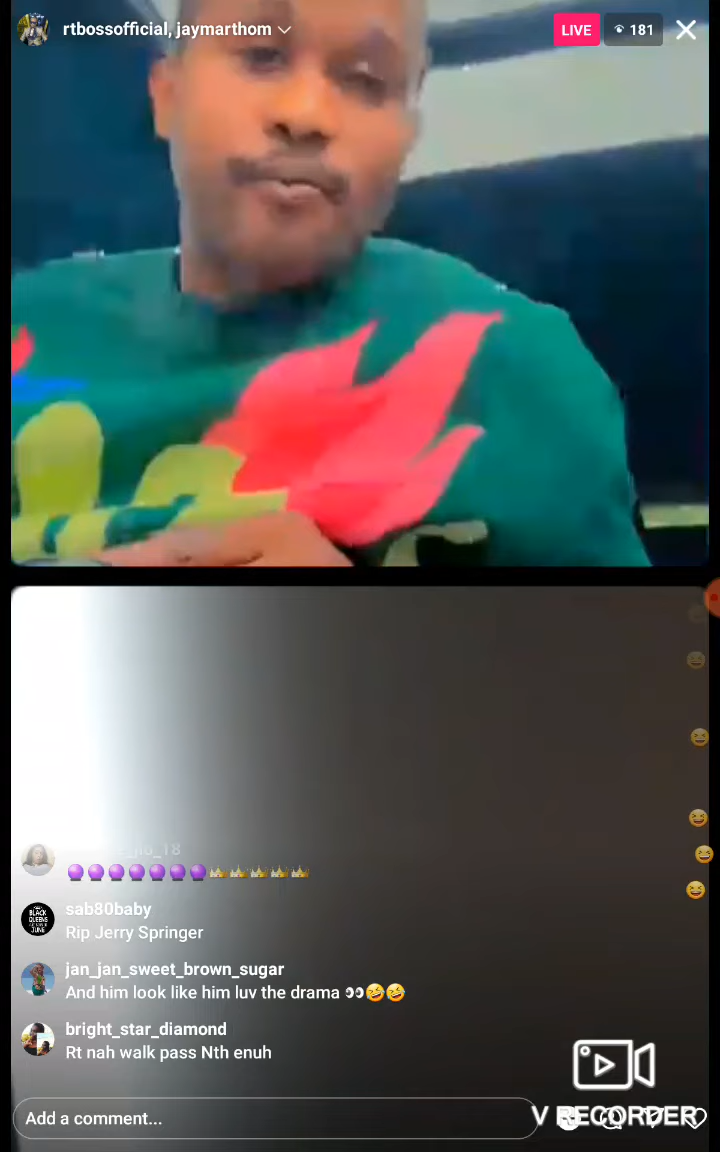 rtbossofficial, jaymarthom
LIVE
181
sab80baby
Rip Jerry Springer
jan_jan_sweet_brown_sugar
And him look like him luv the drama 👀🤣🤣
bright_star_diamond
Rt nah walk pass Nth enuh
Add a comment...
V RECORDER